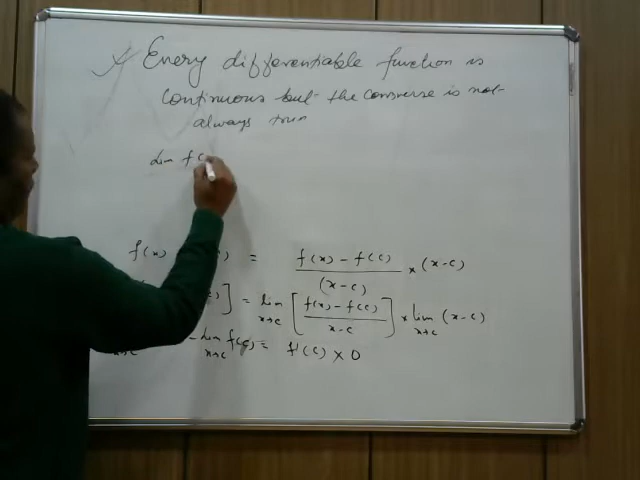 * Every differentiable function is
continuous but the converse is not
always true
lim f(
f(x) c) = f(x) - f(c) / (x-c) × (x-c)
c)] = lim x→c [f(x) - f(c) / x-c] × lim x→c (x-c)
x→c - lim x→c f(c) = f'(c) × 0